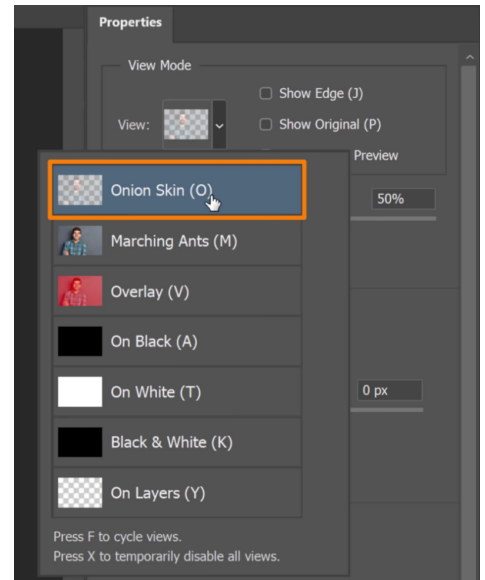 Properties
View Mode
Show Edge (J)
View:
Show Original (P)
Preview
Onion Skin (O)
50%
Marching Ants (M)
Overlay (V)
On Black (A)
On White (T)
0 px
Black & White (K)
On Layers (Y)
Press F to cycle views.
Press X to temporarily disable all views.